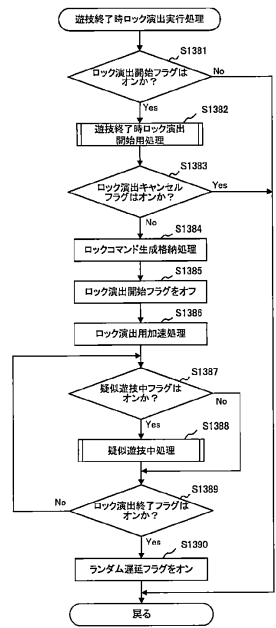 遊技終了時ロック演出実行処理
S1381
ロック演出開始フラグは
オンか？
No
Yes
S1382
遊技終了時ロック演出
開始用処理
S1383
ロック演出キャンセル
フラグはオンか？
Yes
No
S1384
ロックコマンド生成格納処理
S1385
ロック演出開始フラグをオフ
S1386
ロック演出用加速処理
S1387
疑似遊技中フラグは
オンか？
No
Yes
S1388
疑似遊技中処理
S1389
No
ロック演出終了フラグは
オンか？
Yes
S1390
ランダム遅延フラグをオン
戻る